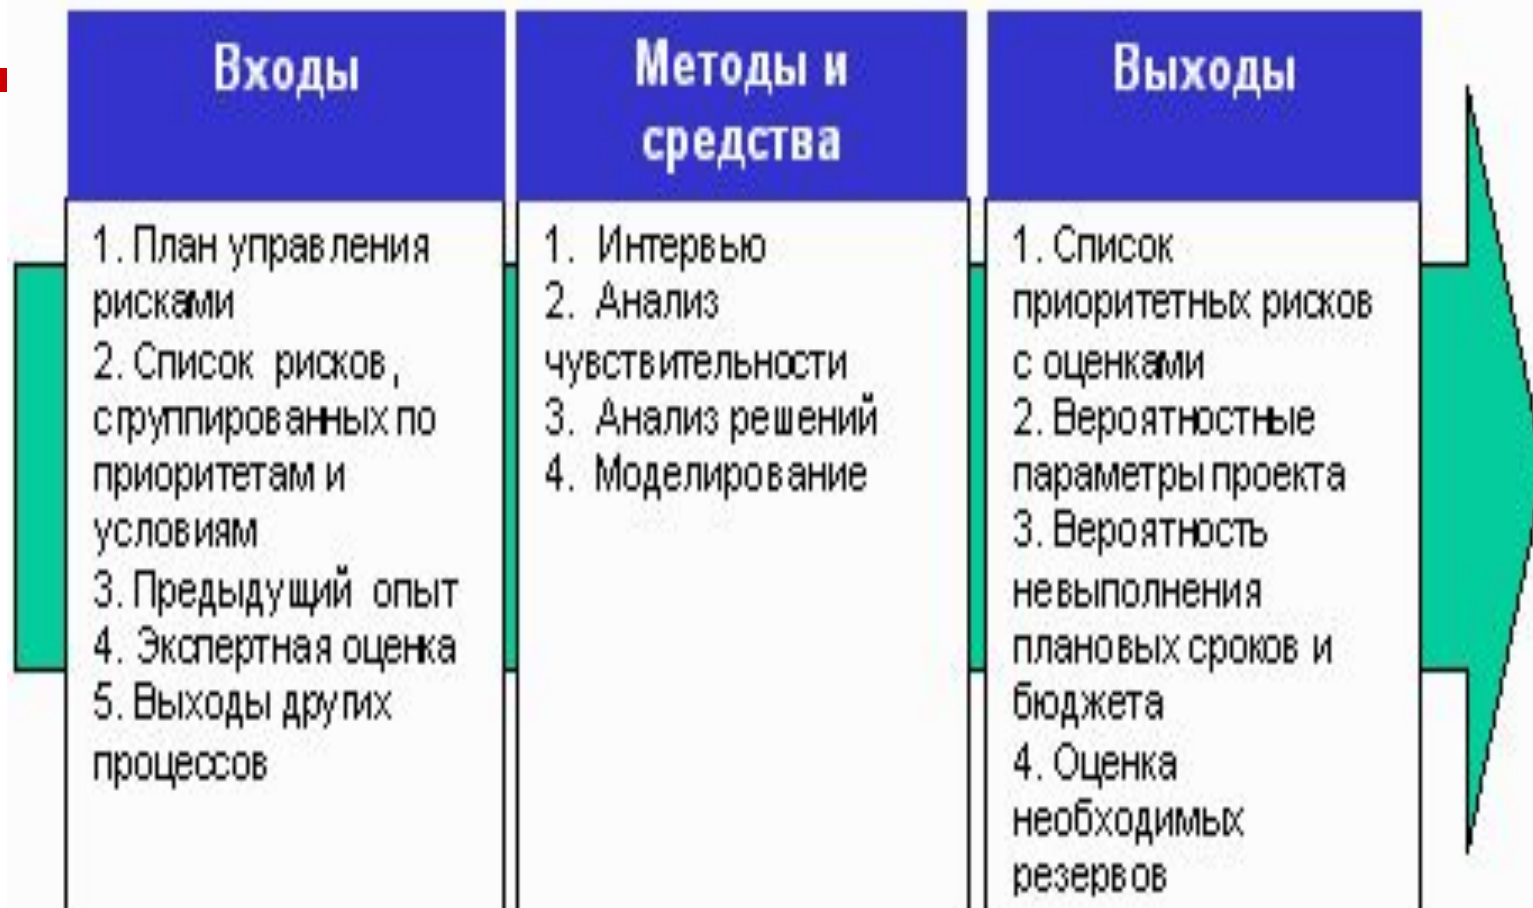 Входы
1. План управления
рисками
2. Список рисков,
сгруппированных по
приоритетам и
условиям
3. Предыдущий опыт
4. Экспертная оценка
5. Выходы других
процессов
Методы и
средства
1. Интервью
2. Анализ
чувствительности
3. Анализ решений
4. Моделирование
Выходы
1. Список
приоритетных рисков
с оценками
2. Вероятностные
параметры проекта
3. Вероятность
невыполнения
плановых сроков и
бюджета
4. Оценка
необходимых
резервов